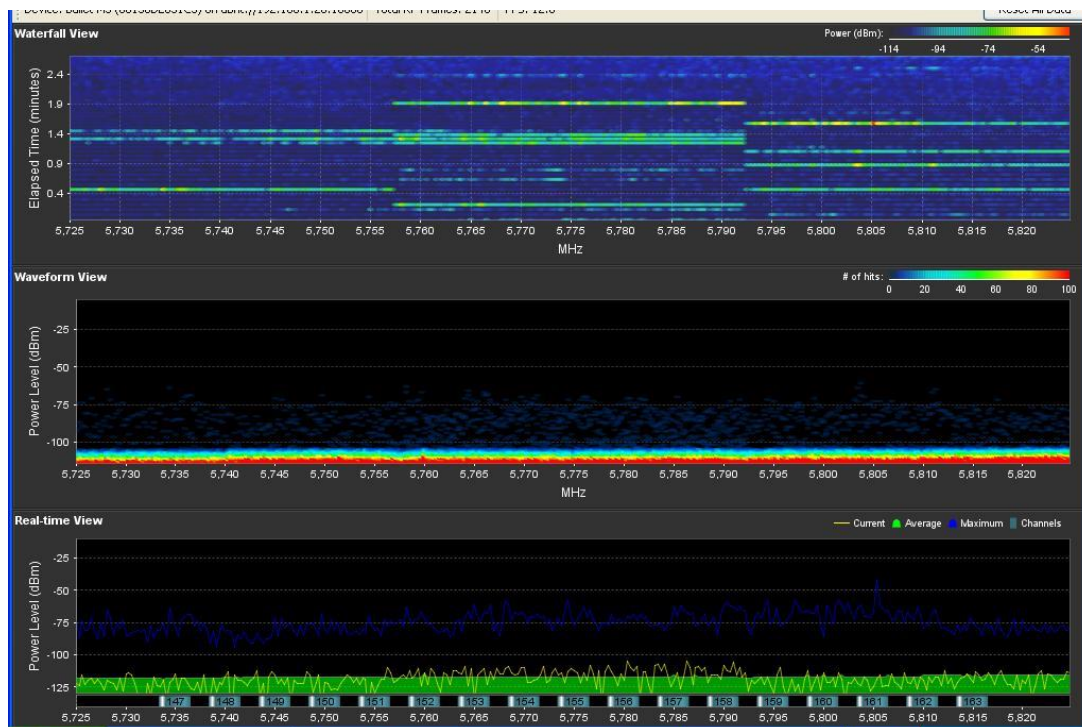 Waterfall View
Power (dBm):
-114 -94 -74 -54
Elapsed Time (minutes)
2.4
1.9
1.4
0.9
0.4
5,725 5,730 5,735 5,740 5,745 5,750 5,755 5,760 5,765 5,770 5,775 5,780 5,785 5,790 5,795 5,800 5,805 5,810 5,815 5,820
MHz
Waveform View
# of hits:
0 20 40 60 80 100
Power Level (dBm)
-25
-50
-75
-100
5,725 5,730 5,735 5,740 5,745 5,750 5,755 5,760 5,765 5,770 5,775 5,780 5,785 5,790 5,795 5,800 5,805 5,810 5,815 5,820
MHz
Real-time View
Current Average Maximum Channels
Power Level (dBm)
-25
-50
-75
-100
-125
147 148 149 150 151 152 153 154 155 156 157 158 159 160 161 162 163
5,725 5,730 5,735 5,740 5,745 5,750 5,755 5,760 5,765 5,770 5,775 5,780 5,785 5,790 5,795 5,800 5,805 5,810 5,815 5,820